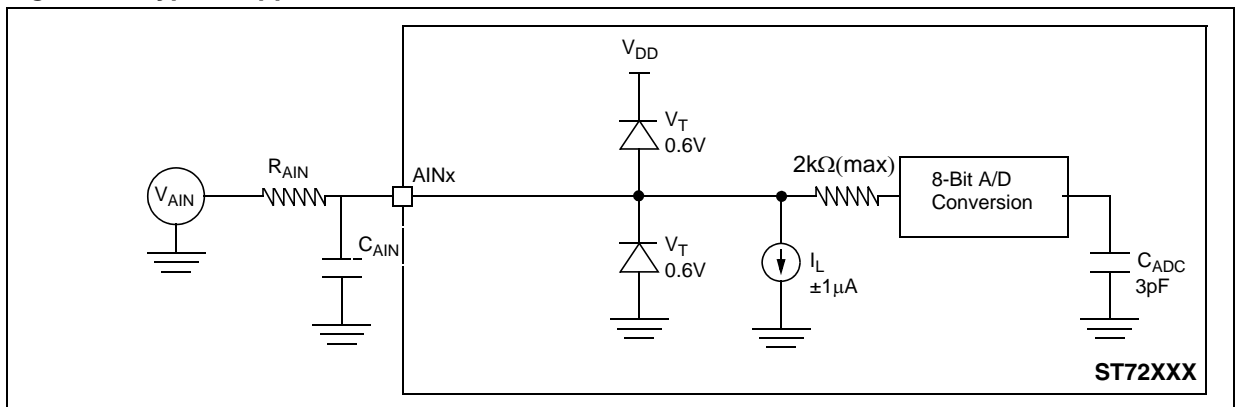 V_DD
V_T
0.6V
R_AIN
AINx
2kΩ(max)
8-Bit A/D
Conversion
V_AIN
C_AIN
V_T
0.6V
I_L
±1μA
C_ADC
3pF
ST72XXX